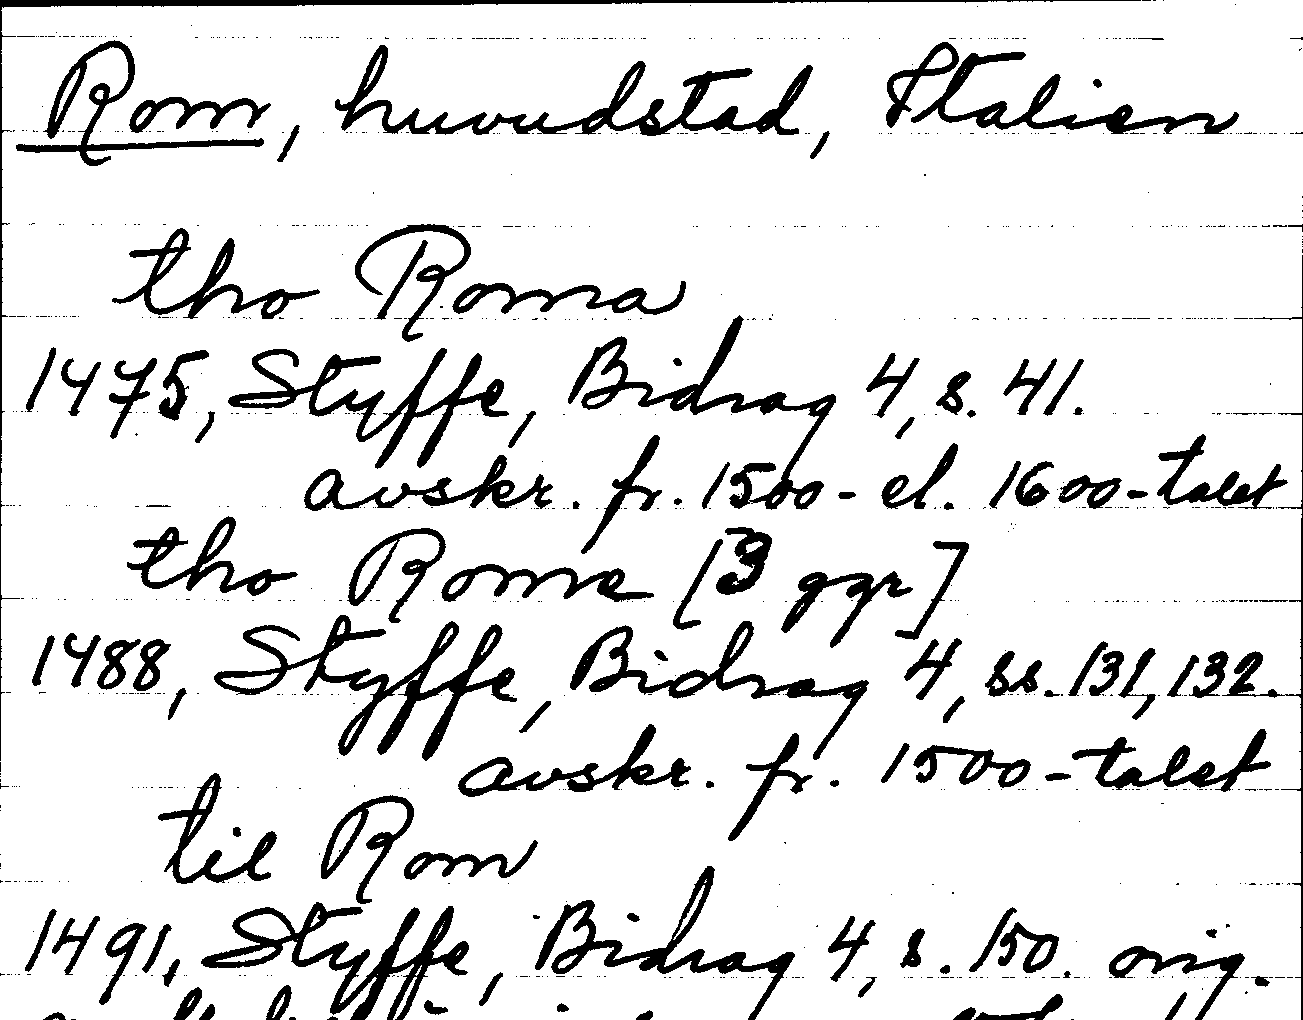 Rom, huvudstad, Italien
tho Roma
1475, Styffe, Bidrag 4, s. 41.
avskr. fr. 1500- el. 1600-talet
tho Rome [3 ggr]
1488, Styffe, Bidrag 4, ss. 131, 132.
avskr. fr. 1500-talet
til Rom
1491, Styffe, Bidrag 4, s. 150. orig.